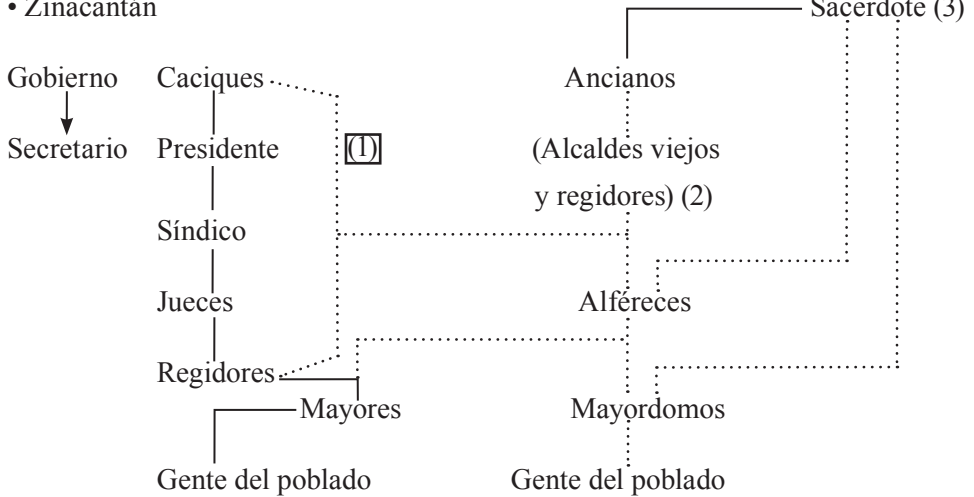 • Zinacantán
Sacerdote (3)
Gobierno Caciques Ancianos
Secretario Presidente (1) (Alcaldes viejos
y regidores) (2)
Síndico
Jueces Alféreces
Regidores
Mayores Mayordomos
Gente del poblado Gente del poblado